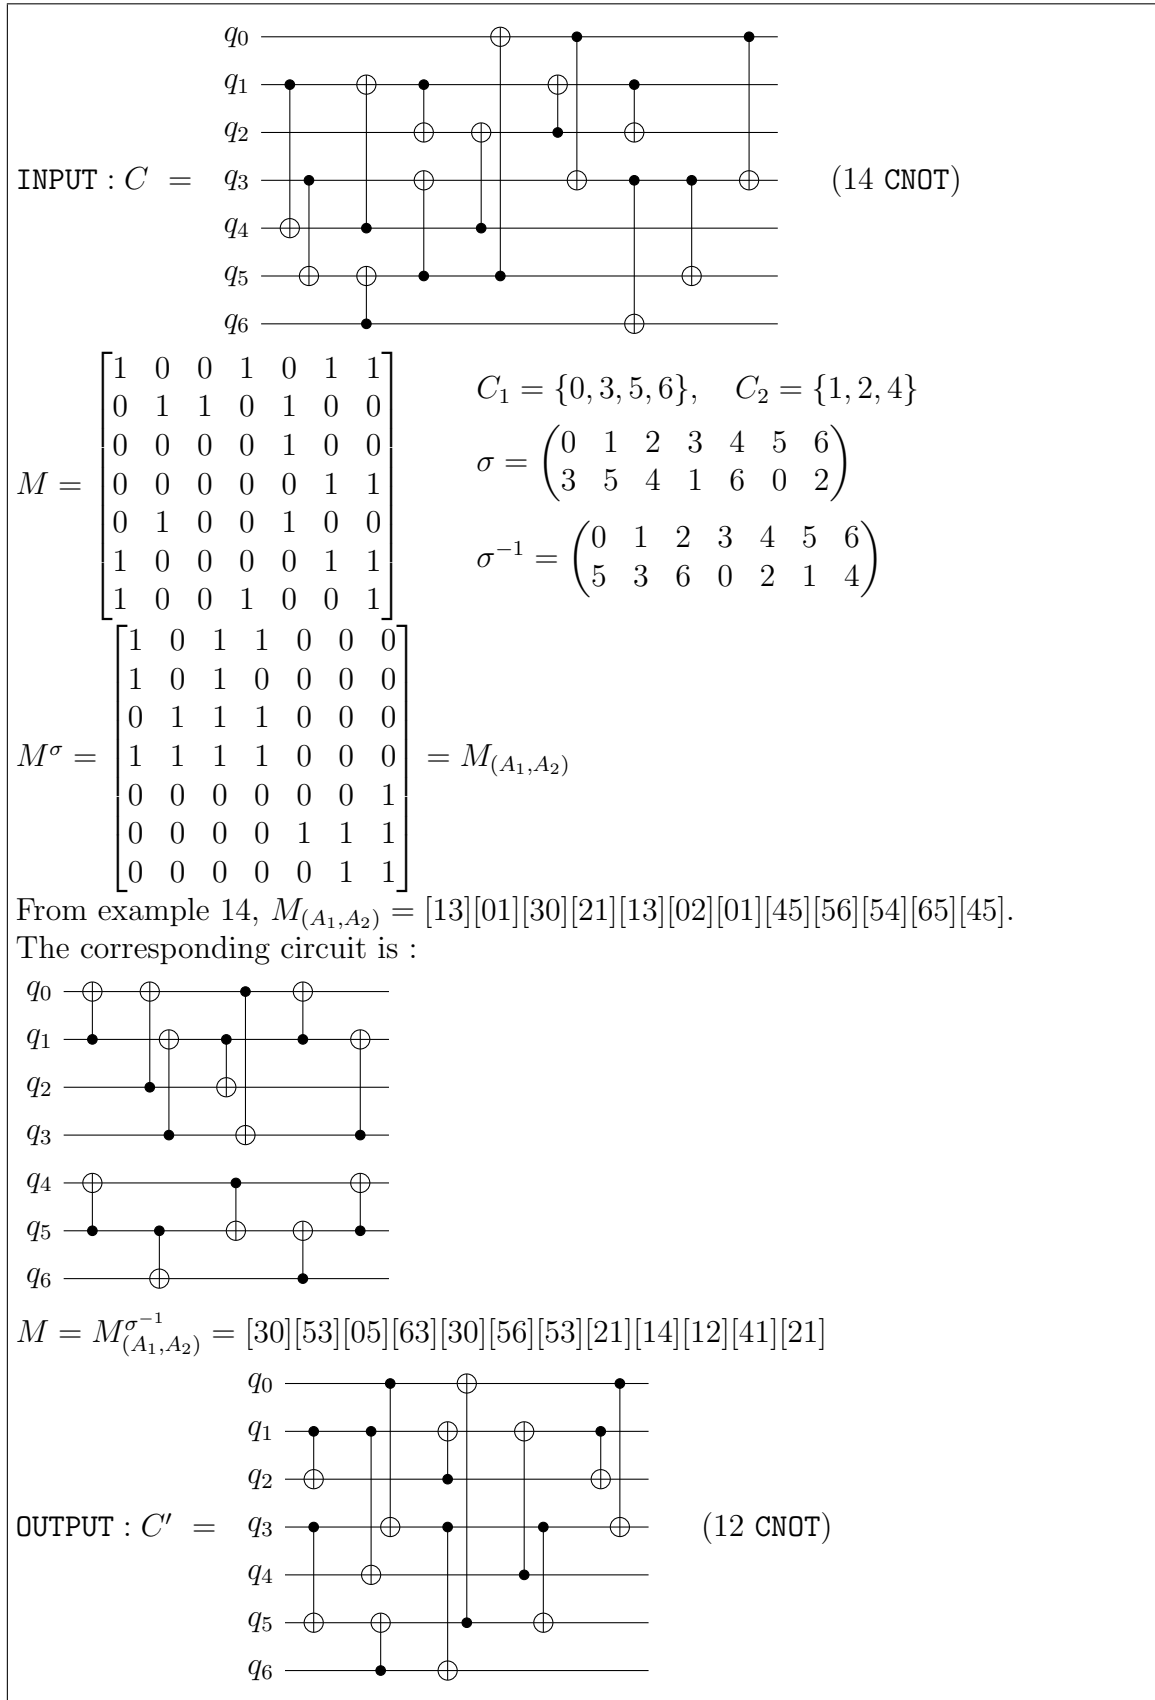 q0
q1
q2
INPUT : C = q3 (14 CNOT)
q4
q5
q6
M = [1 0 0 1 0 1 1
0 1 1 0 1 0 0
0 0 0 0 1 0 0
0 0 0 0 0 1 1
0 1 0 0 1 0 0
1 0 0 0 0 1 1
1 0 0 1 0 0 1]
C1 = {0, 3, 5, 6}, C2 = {1, 2, 4}
σ = (0 1 2 3 4 5 6
3 5 4 1 6 0 2)
σ−1 = (0 1 2 3 4 5 6
5 3 6 0 2 1 4)
Mσ = [1 0 1 1 0 0 0
1 0 1 0 0 0 0
0 1 1 1 0 0 0
1 1 1 1 0 0 0
0 0 0 0 0 0 1
0 0 0 0 1 1 1
0 0 0 0 0 1 1] = M(A1,A2)
From example 14, M(A1,A2) = [13][01][30][21][13][02][01][45][56][54][65][45].
The corresponding circuit is :
q0
q1
q2
q3
q4
q5
q6
M = Mσ−1(A1,A2) = [30][53][05][63][30][56][53][21][14][12][41][21]
q0
q1
q2
OUTPUT : C′ = q3 (12 CNOT)
q4
q5
q6